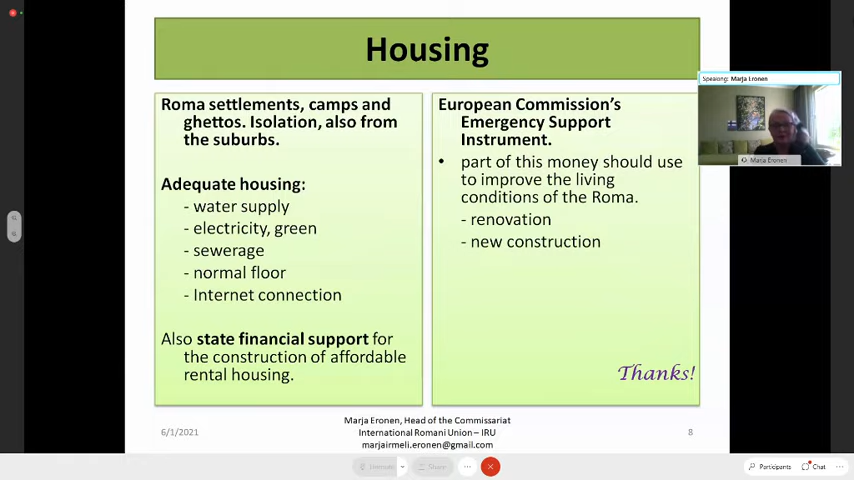 Housing
Roma settlements, camps and
ghettos. Isolation, also from
the suburbs.
Adequate housing:
- water supply
- electricity, green
- sewerage
- normal floor
- Internet connection
Also state financial support for
the construction of affordable
rental housing.
European Commission's
Emergency Support
Instrument.
• part of this money should use
to improve the living
conditions of the Roma.
- renovation
- new construction
Thanks!
Speaking: Marja Eronen
Marja Eronen
6/1/2021
Marja Eronen, Head of the Commissariat
International Romani Union – IRU
marjairmeli.eronen@gmail.com
8
Unmute
Share
Participants
Chat